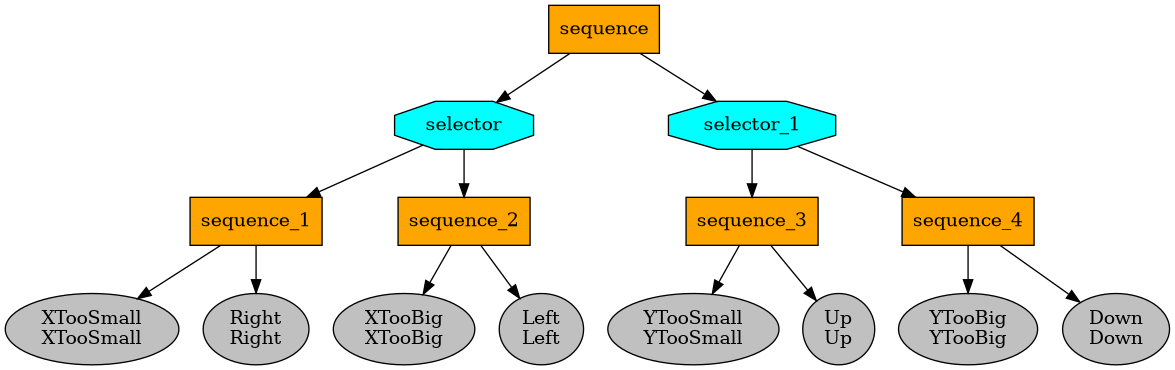 sequence
selector
selector_1
sequence_1
sequence_2
sequence_3
sequence_4
XTooSmall
XTooSmall
Right
Right
XTooBig
XTooBig
Left
Left
YTooSmall
YTooSmall
Up
Up
YTooBig
YTooBig
Down
Down